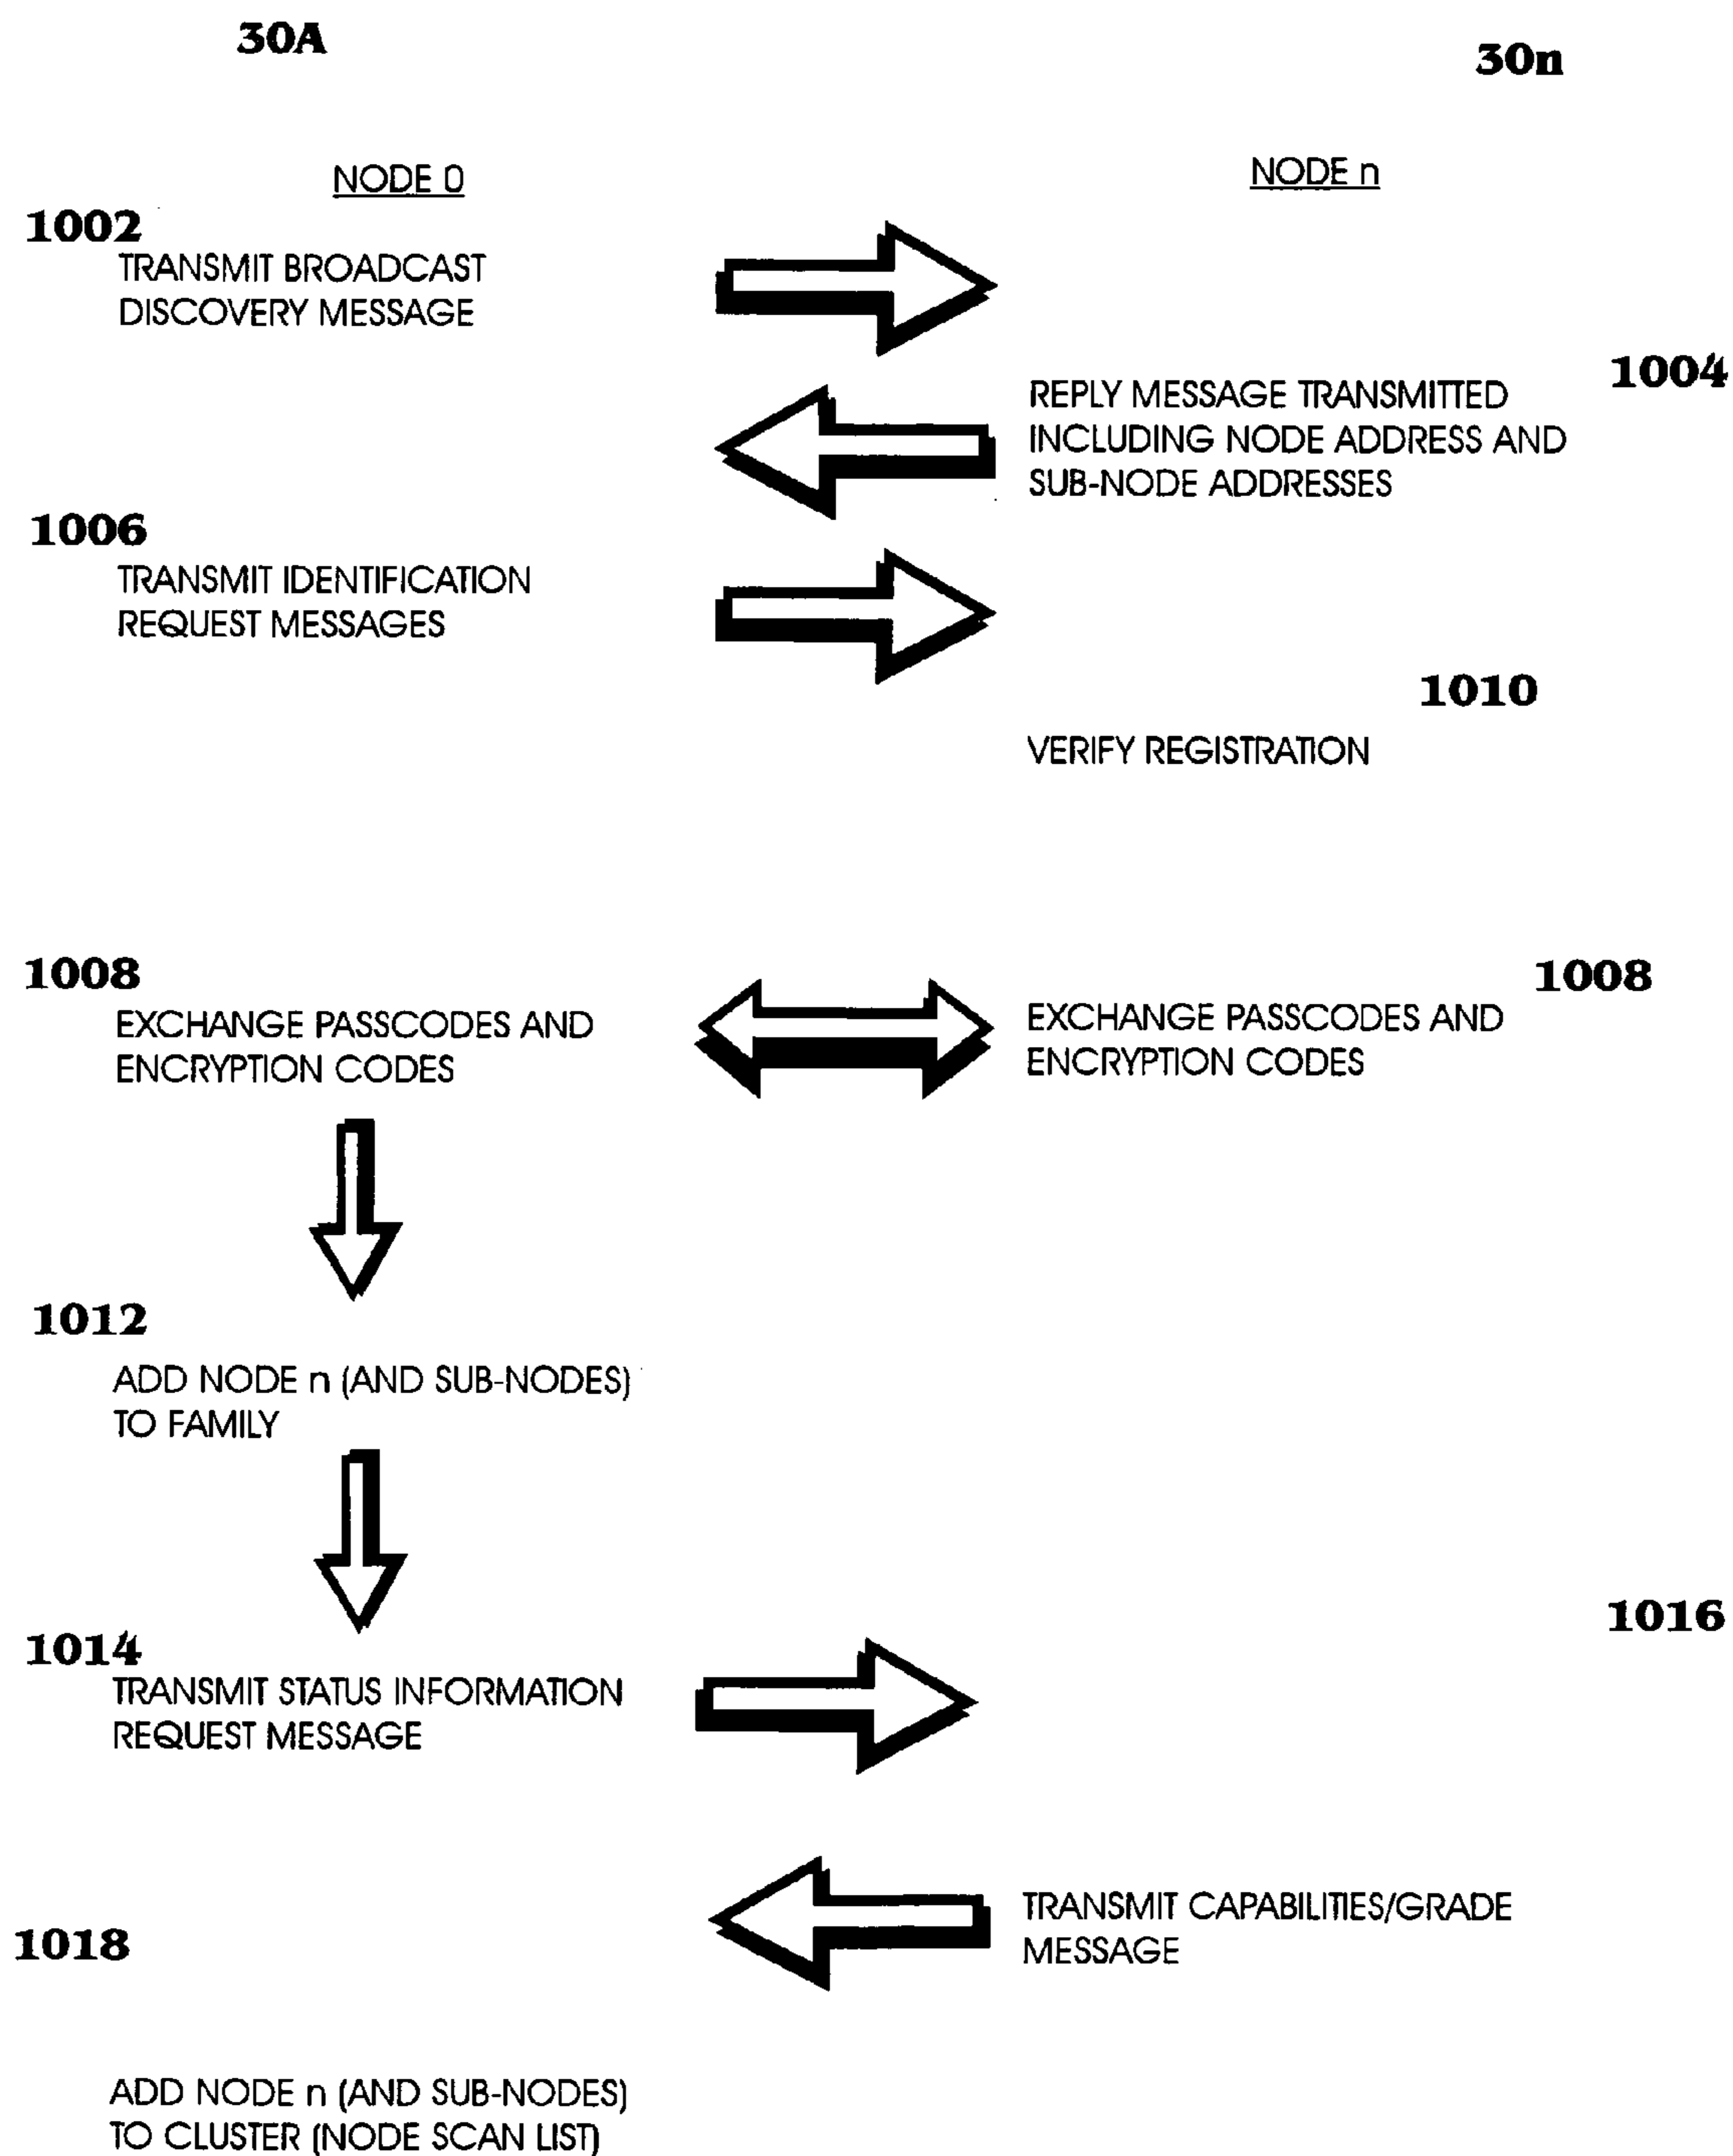 30A
30n
NODE 0
NODE n
1002
TRANSMIT BROADCAST
DISCOVERY MESSAGE
1004
REPLY MESSAGE TRANSMITTED
INCLUDING NODE ADDRESS AND
SUB-NODE ADDRESSES
1006
TRANSMIT IDENTIFICATION
REQUEST MESSAGES
1010
VERIFY REGISTRATION
1008
EXCHANGE PASSCODES AND
ENCRYPTION CODES
1008
EXCHANGE PASSCODES AND
ENCRYPTION CODES
1012
ADD NODE n (AND SUB-NODES)
TO FAMILY
1014
TRANSMIT STATUS INFORMATION
REQUEST MESSAGE
1016
TRANSMIT CAPABILITIES/GRADE
MESSAGE
1018
ADD NODE n (AND SUB-NODES)
TO CLUSTER (NODE SCAN LIST)